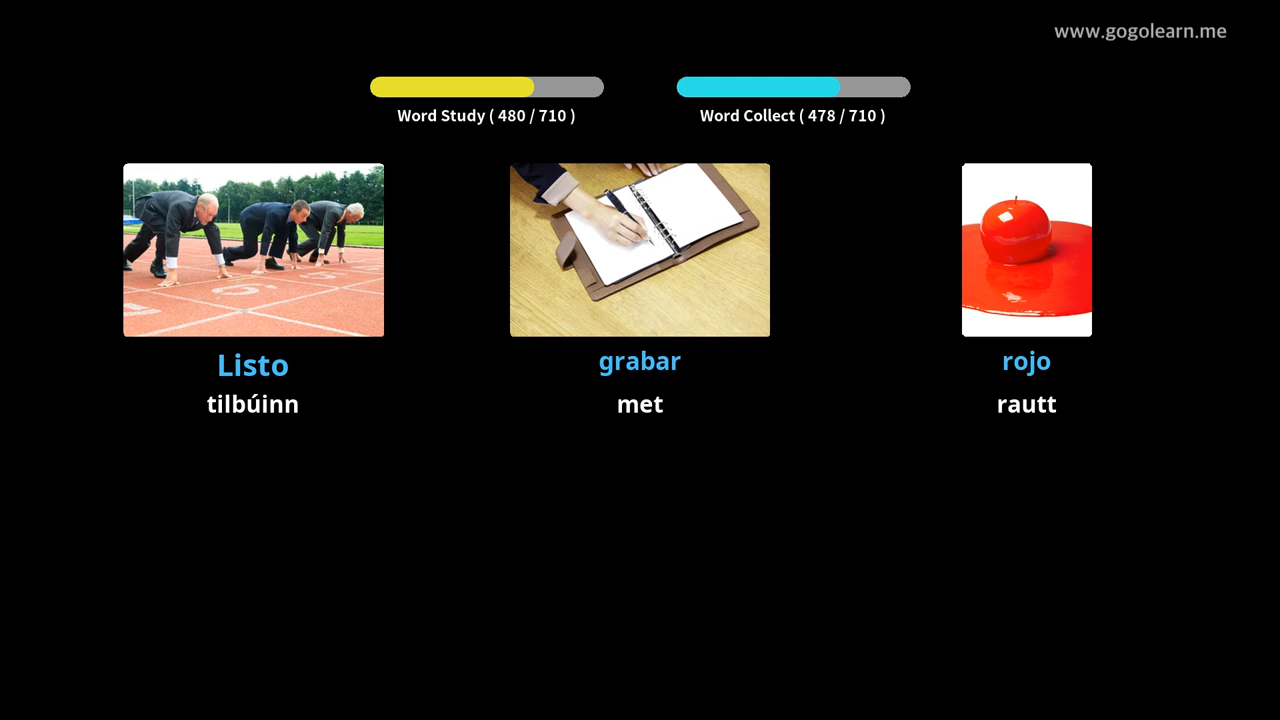 www.gogolearn.me
Word Study ( 480 / 710 )
Word Collect ( 478 / 710 )
Listo
grabar
rojo
tilbúinn
met
rautt